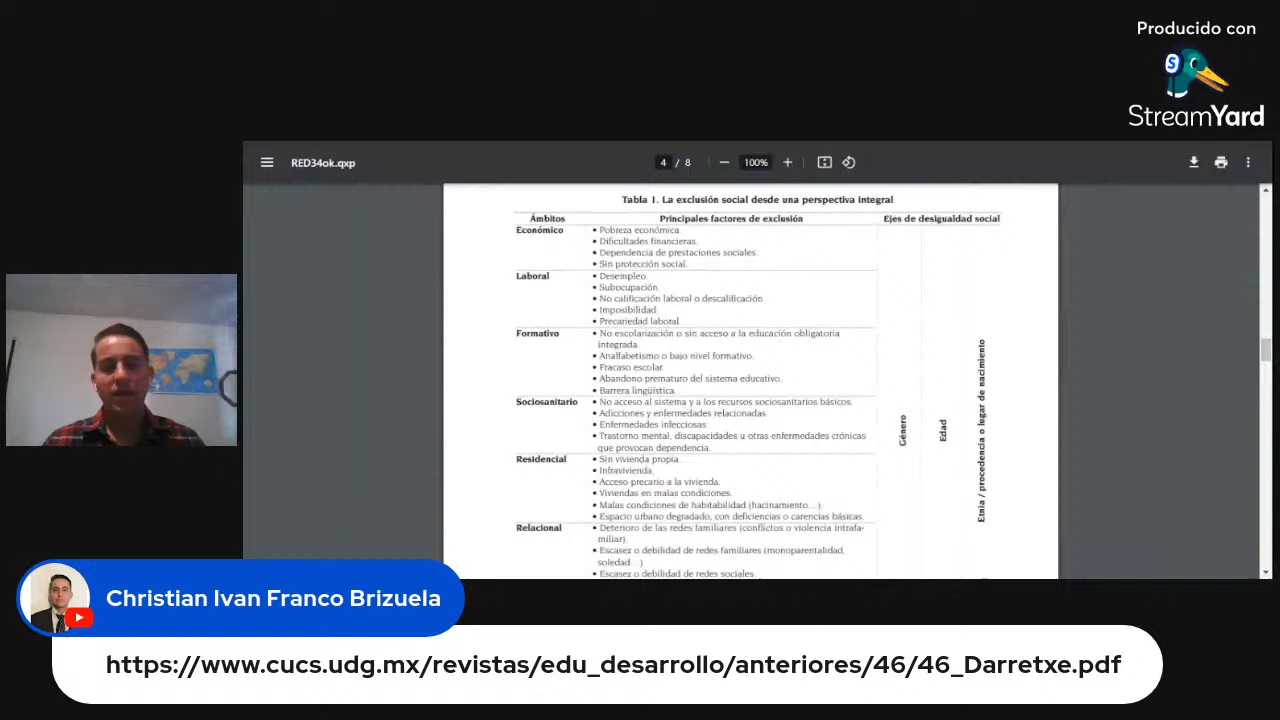 Producido con
StreamYard
RED34ok.qxp
4 / 8
100%
Tabla 1. La exclusión social desde una perspectiva integral
Ámbitos Principales factores de exclusión Ejes de desigualdad social
Económico • Pobreza económica.
• Dificultades financieras.
• Dependencia de prestaciones sociales.
• Sin protección social.
Laboral • Desempleo.
• Subocupación.
• No calificación laboral o descalificación.
• Imposibilidad.
• Precariedad laboral.
Formativo • No escolarización o sin acceso a la educación obligatoria
integrada.
• Analfabetismo o bajo nivel formativo.
• Fracaso escolar
• Abandono prematuro del sistema educativo.
• Barrera lingüística.
Sociosanitario • No acceso al sistema y a los recursos sociosanitarios básicos.
• Adicciones y enfermedades relacionadas.
• Enfermedades infecciosas.
• Trastorno mental, discapacidades u otras enfermedades crónicas
que provocan dependencia.
Residencial • Sin vivienda propia.
• Infravivienda.
• Acceso precario a la vivienda.
• Viviendas en malas condiciones.
• Malas condiciones de habitabilidad (hacinamiento...).
• Espacio urbano degradado, con deficiencias o carencias básicas.
Relacional • Deterioro de las redes familiares (conflictos o violencia intrafa-
miliar).
• Escasez o debilidad de redes familiares (monoparentalidad,
soledad...)
• Escasez o debilidad de redes sociales.
Género
Edad
Etnia / procedencia o lugar de nacimiento
Christian Ivan Franco Brizuela
https://www.cucs.udg.mx/revistas/edu_desarrollo/anteriores/46/46_Darretxe.pdf